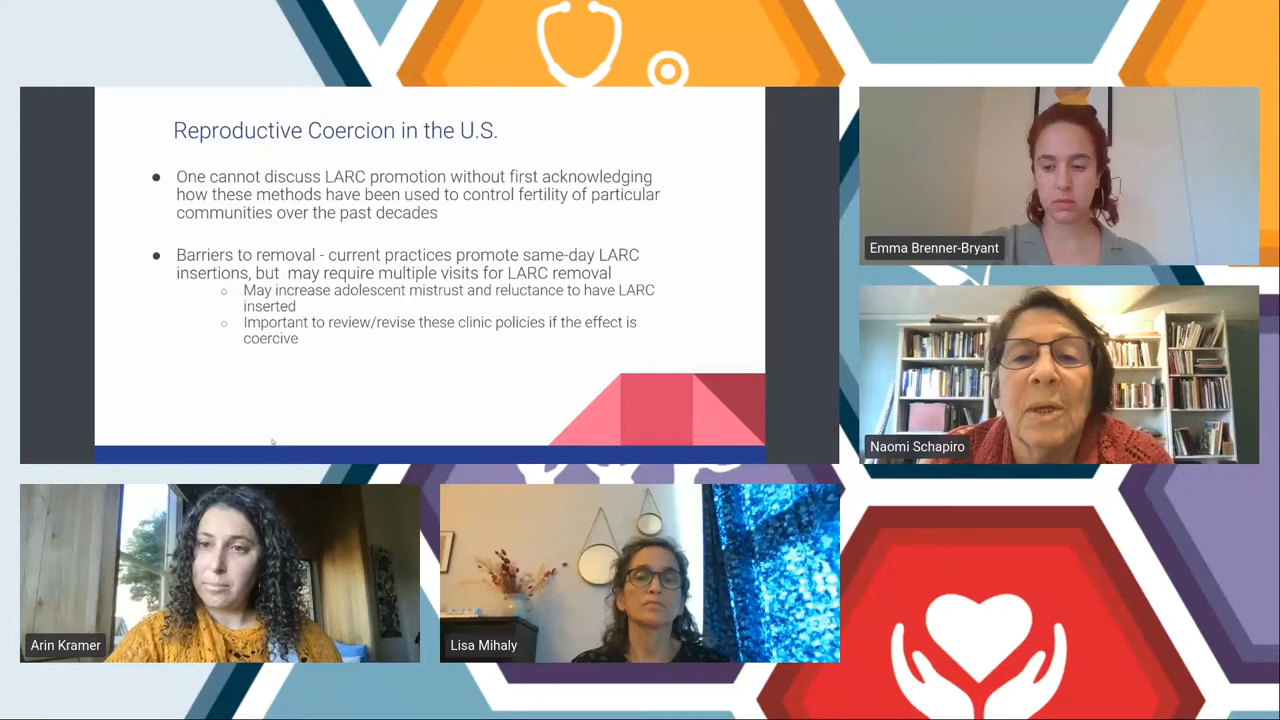 Reproductive Coercion in the U.S.
● One cannot discuss LARC promotion without first acknowledging
how these methods have been used to control fertility of particular
communities over the past decades
● Barriers to removal - current practices promote same-day LARC
insertions, but may require multiple visits for LARC removal
○ May increase adolescent mistrust and reluctance to have LARC
inserted
○ Important to review/revise these clinic policies if the effect is
coercive
Emma Brenner-Bryant
Naomi Schapiro
Arin Kramer
Lisa Mihaly